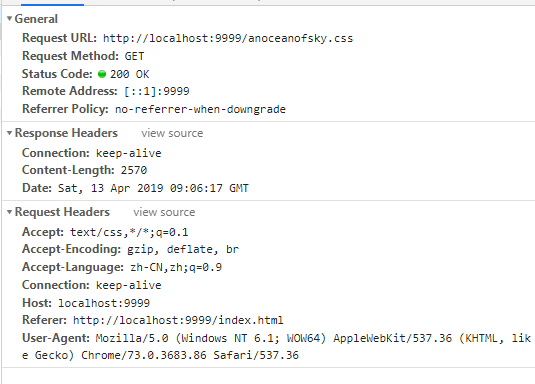 General
Request URL: http://localhost:9999/anoceanofsky.css
Request Method: GET
Status Code: 200 OK
Remote Address: [::1]:9999
Referrer Policy: no-referrer-when-downgrade
Response Headers view source
Connection: keep-alive
Content-Length: 2570
Date: Sat, 13 Apr 2019 09:06:17 GMT
Request Headers view source
Accept: text/css,*/*;q=0.1
Accept-Encoding: gzip, deflate, br
Accept-Language: zh-CN,zh;q=0.9
Connection: keep-alive
Host: localhost:9999
Referer: http://localhost:9999/index.html
User-Agent: Mozilla/5.0 (Windows NT 6.1; WOW64) AppleWebKit/537.36 (KHTML, lik
e Gecko) Chrome/73.0.3683.86 Safari/537.36